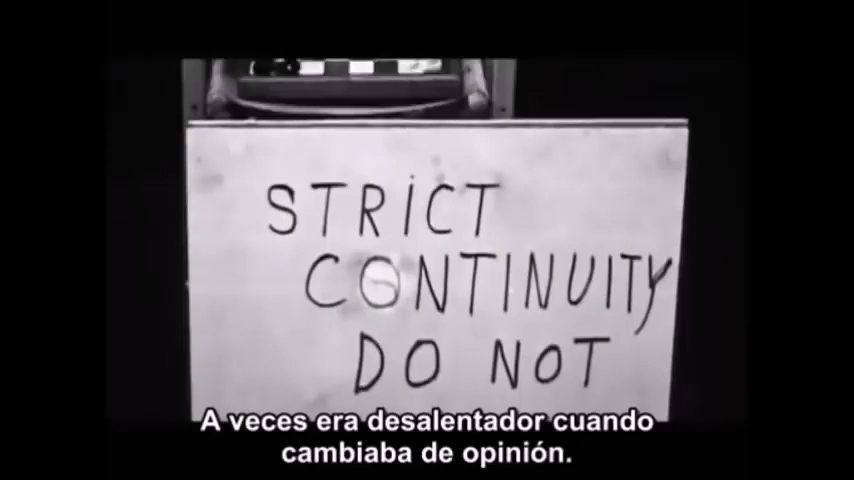 STRICT
CONTINUITY
DO NOT
A veces era desalentador cuando
cambiaba de opinión.